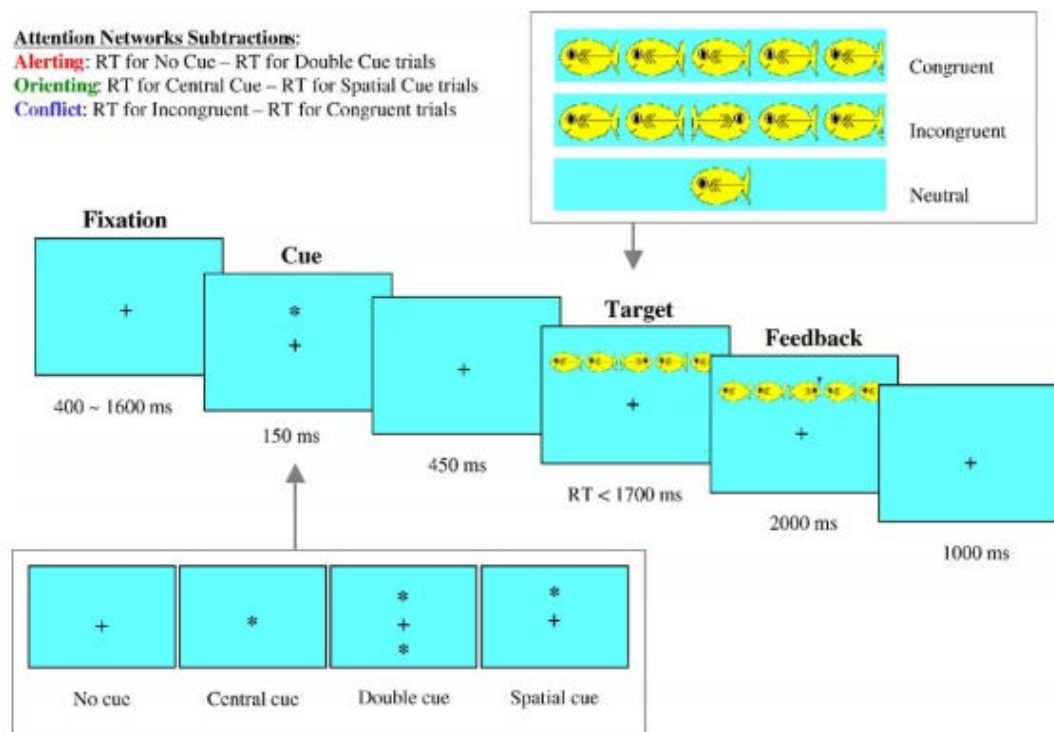 Attention Networks Subtractions:
Alerting: RT for No Cue – RT for Double Cue trials
Orienting: RT for Central Cue – RT for Spatial Cue trials
Conflict: RT for Incongruent – RT for Congruent trials
Congruent
Incongruent
Neutral
Fixation
Cue
Target
Feedback
400 ~ 1600 ms
150 ms
450 ms
RT < 1700 ms
2000 ms
1000 ms
No cue
Central cue
Double cue
Spatial cue